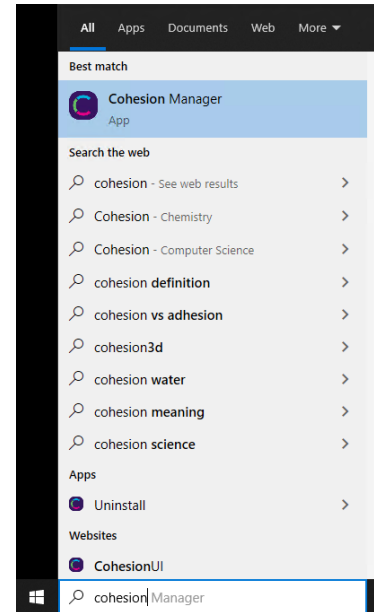 All Apps Documents Web More
Best match
Cohesion Manager
App
Search the web
cohesion - See web results
Cohesion - Chemistry
Cohesion - Computer Science
cohesion definition
cohesion vs adhesion
cohesion3d
cohesion water
cohesion meaning
cohesion science
Apps
Uninstall
Websites
CohesionUI
cohesion Manager